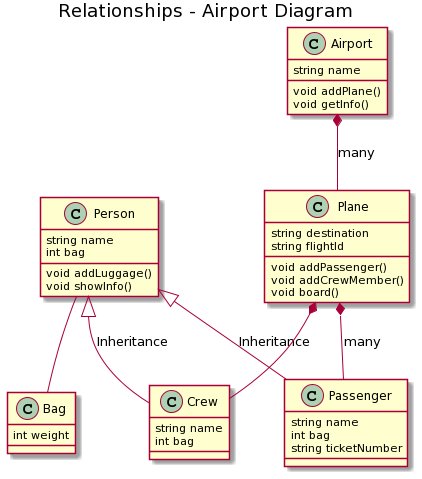 Relationships - Airport Diagram
C Airport
string name
void addPlane()
void getInfo()
many
C Person
string name
int bag
void addLuggage()
void showInfo()
C Plane
string destination
string flightId
void addPassenger()
void addCrewMember()
void board()
Inheritance
Inheritance
many
C Bag
int weight
C Crew
string name
int bag
C Passenger
string name
int bag
string ticketNumber